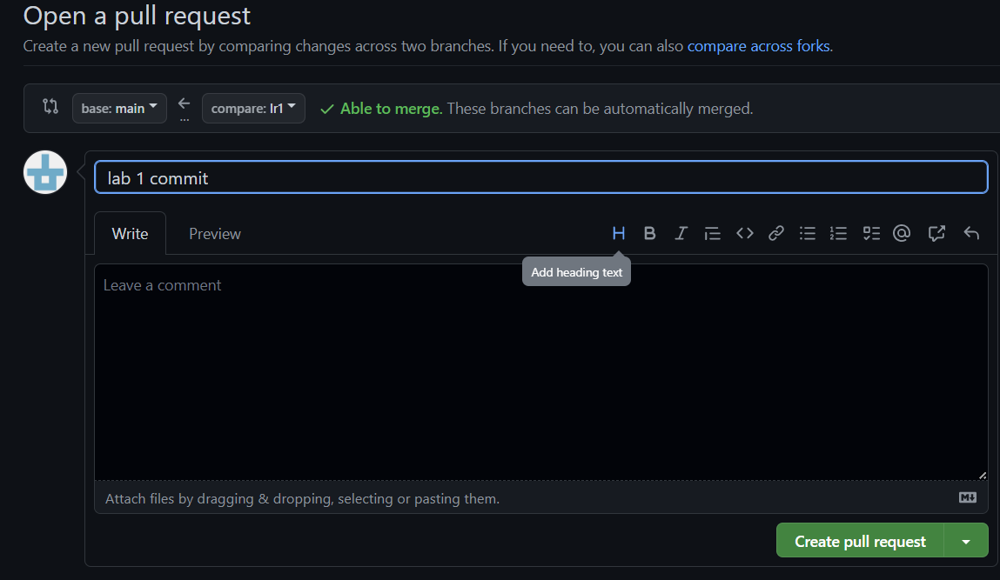 Open a pull request
Create a new pull request by comparing changes across two branches. If you need to, you can also compare across forks.
base: main ... compare: lr1 Able to merge. These branches can be automatically merged.
lab 1 commit
Write Preview H B I @
Add heading text
Leave a comment
Attach files by dragging & dropping, selecting or pasting them. M
Create pull request